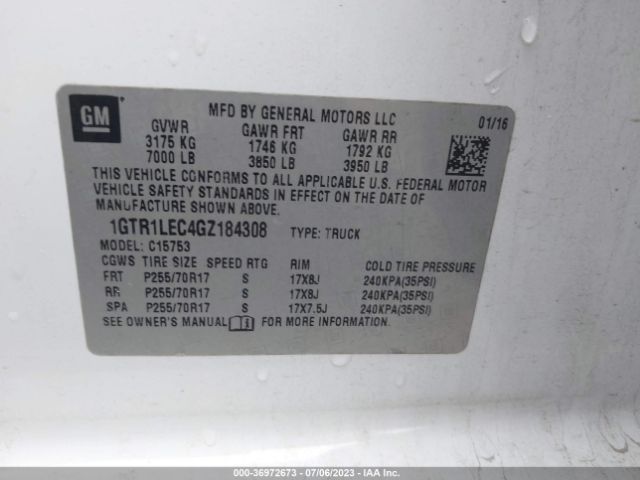 GM
MFD BY GENERAL MOTORS LLC
01/16
GVWR GAWR FRT GAWR RR
3175 KG 1746 KG 1792 KG
7000 LB 3850 LB 3950 LB
THIS VEHICLE CONFORMS TO ALL APPLICABLE U.S. FEDERAL MOTOR
VEHICLE SAFETY STANDARDS IN EFFECT ON THE DATE OF
MANUFACTURE SHOWN ABOVE.
1GTR1LEC4GZ184308 TYPE: TRUCK
MODEL: C15753
CGWS TIRE SIZE SPEED RTG RIM COLD TIRE PRESSURE
FRT P255/70R17 S 17X8J 240KPA(35PSI)
RR P255/70R17 S 17X8J 240KPA(35PSI)
SPA P255/70R17 S 17X7.5J 240KPA(35PSI)
SEE OWNER'S MANUAL FOR MORE INFORMATION.
000-36972673 - 07/06/2023 - IAA Inc.